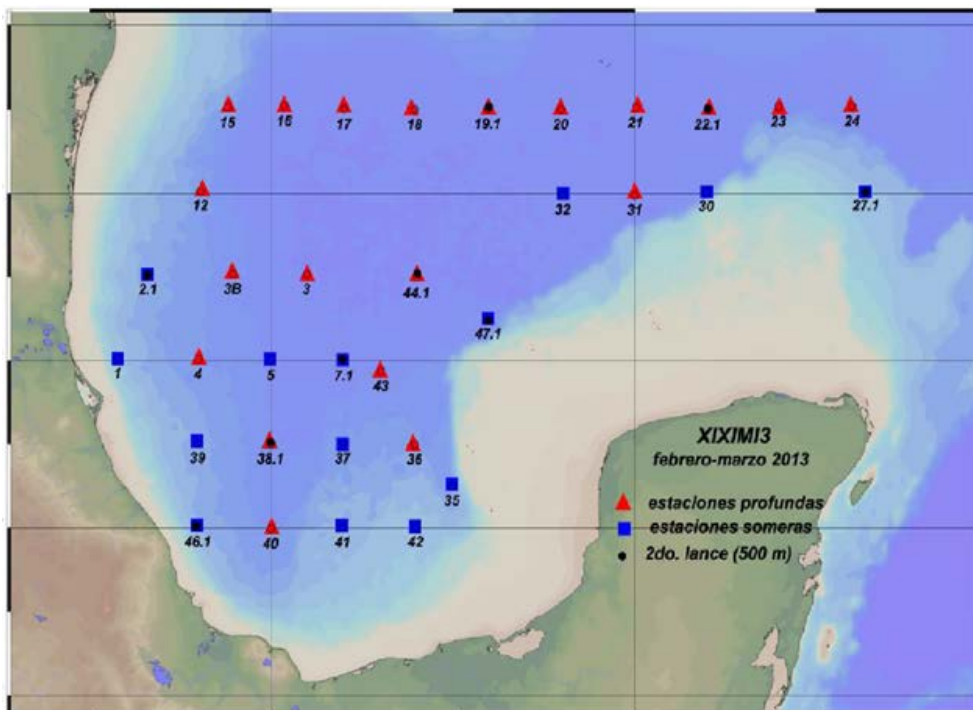 15 16 17 18 19.1 20 21 22.1 23 24
12 32 31 30 27.1
2.1 3B 3 44.1
47.1
1 4 5 7.1 43
39 38.1 37 36
35
46.1 40 41 42
XIXIMI3
febrero-marzo 2013
estaciones profundas
estaciones someras
2do. lance (500 m)